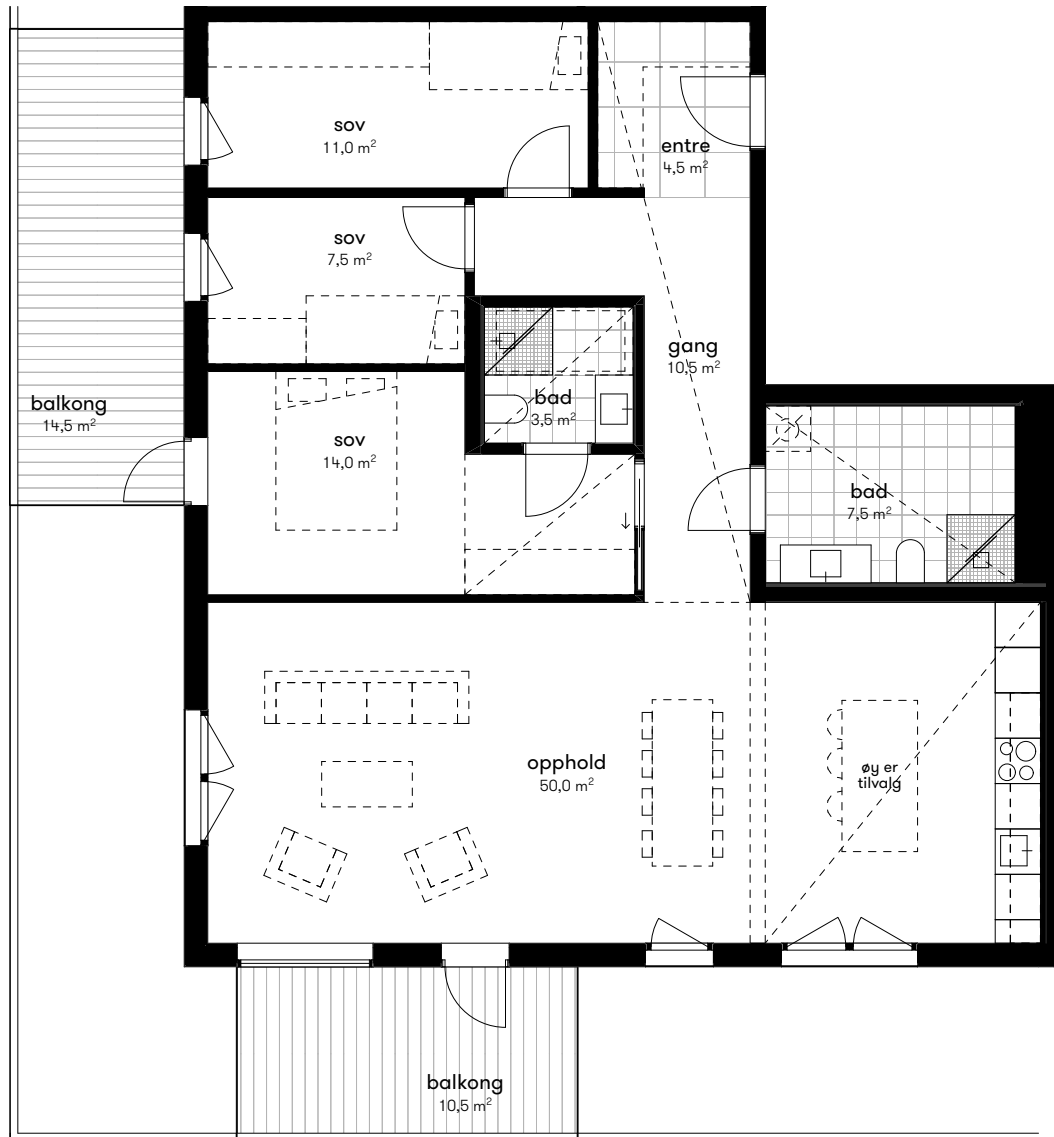 sov
11,0 m²
entre
4,5 m²
sov
7,5 m²
gang
10,5 m²
balkong
14,5 m²
bad
3,5 m²
sov
14,0 m²
bad
7,5 m²
opphold
50,0 m²
øy er
tilvalg
balkong
10,5 m²